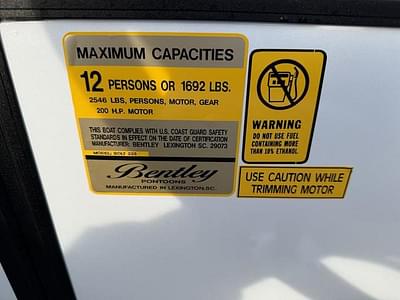 MAXIMUM CAPACITIES
12 PERSONS OR 1692 LBS.
2546 LBS, PERSONS, MOTOR, GEAR
200 H.P. MOTOR
THIS BOAT COMPLIES WITH U.S. COAST GUARD SAFETY
STANDARDS IN EFFECT ON THE DATE OF CERTIFICATION
MANUFACTURER: BENTLEY LEXINGTON SC. 29073
MODEL:
Bentley
PONTOONS
MANUFACTURED IN LEXINGTON,SC.
WARNING
DO NOT USE FUEL
CONTAINING MORE
THAN 10% ETHANOL.
USE CAUTION WHILE
TRIMMING MOTOR